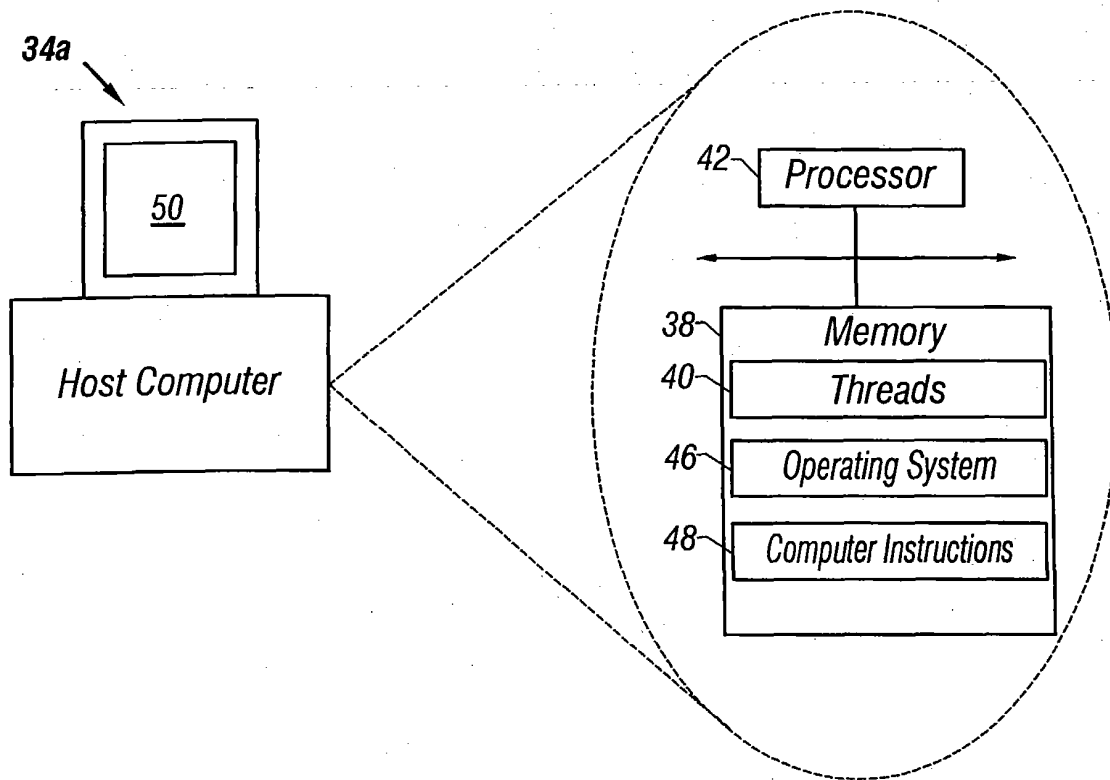 34a
50
Host Computer
42
Processor
38
Memory
40
Threads
46
Operating System
48
Computer Instructions